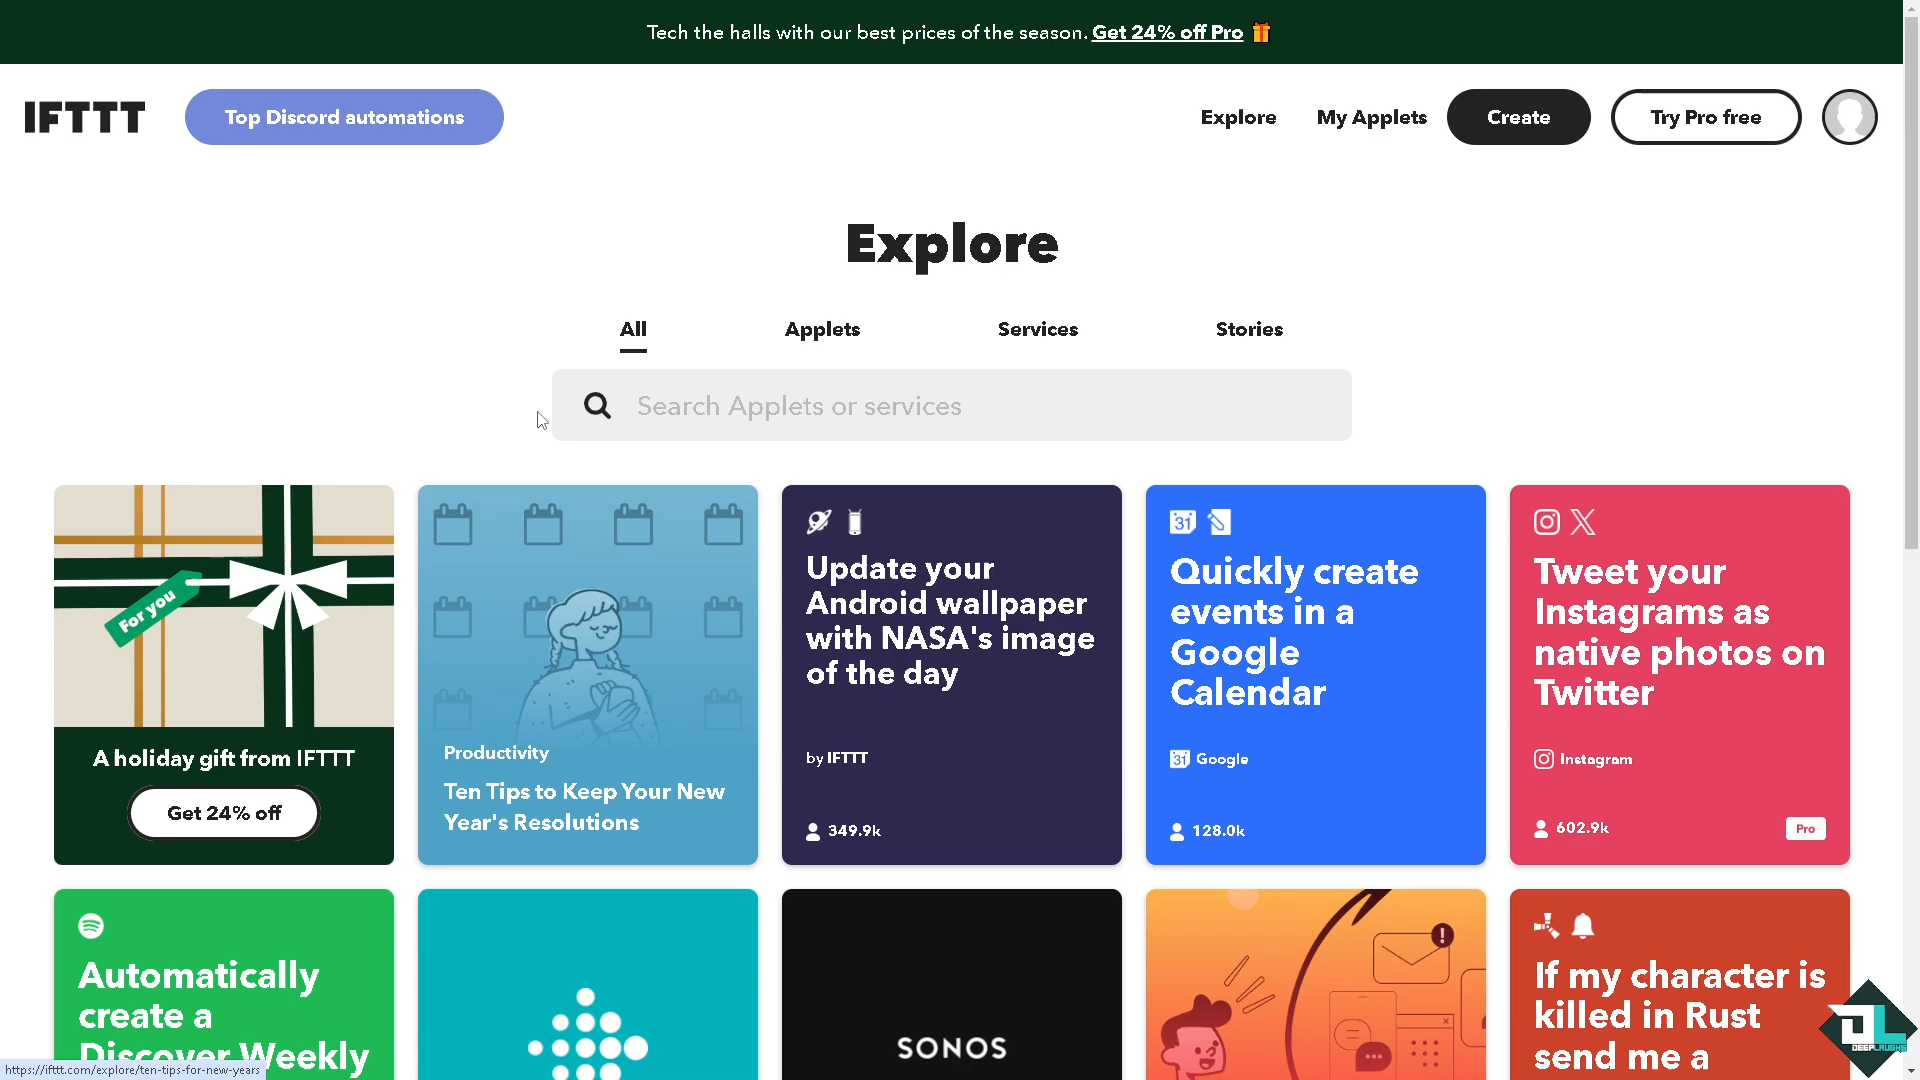 Tech the halls with our best prices of the season. Get 24% off Pro
IFTTT
Top Discord automations
Explore
My Applets
Create
Try Pro free
Explore
All
Applets
Services
Stories
Search Applets or services
For you
A holiday gift from IFTTT
Get 24% off
Productivity
Ten Tips to Keep Your New
Year's Resolutions
Update your
Android wallpaper
with NASA's image
of the day
by IFTTT
349.9k
31
Quickly create
events in a
Google
Calendar
31 Google
128.0k
Tweet your
Instagrams as
native photos on
Twitter
Instagram
602.9k
Pro
Automatically
create a
Discover Weekly
SONOS
If my character is
killed in Rust
send me a
DL
DEEPLAUGHS
https://ifttt.com/explore/ten-tips-for-new-years